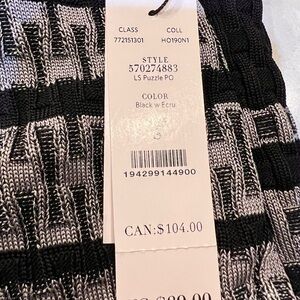 CLASS COLL
772151301 HO190N1
STYLE
570274883
LS Puzzle PO
COLOR
Black w Ecru
S
194299144900
CAN:$104.00